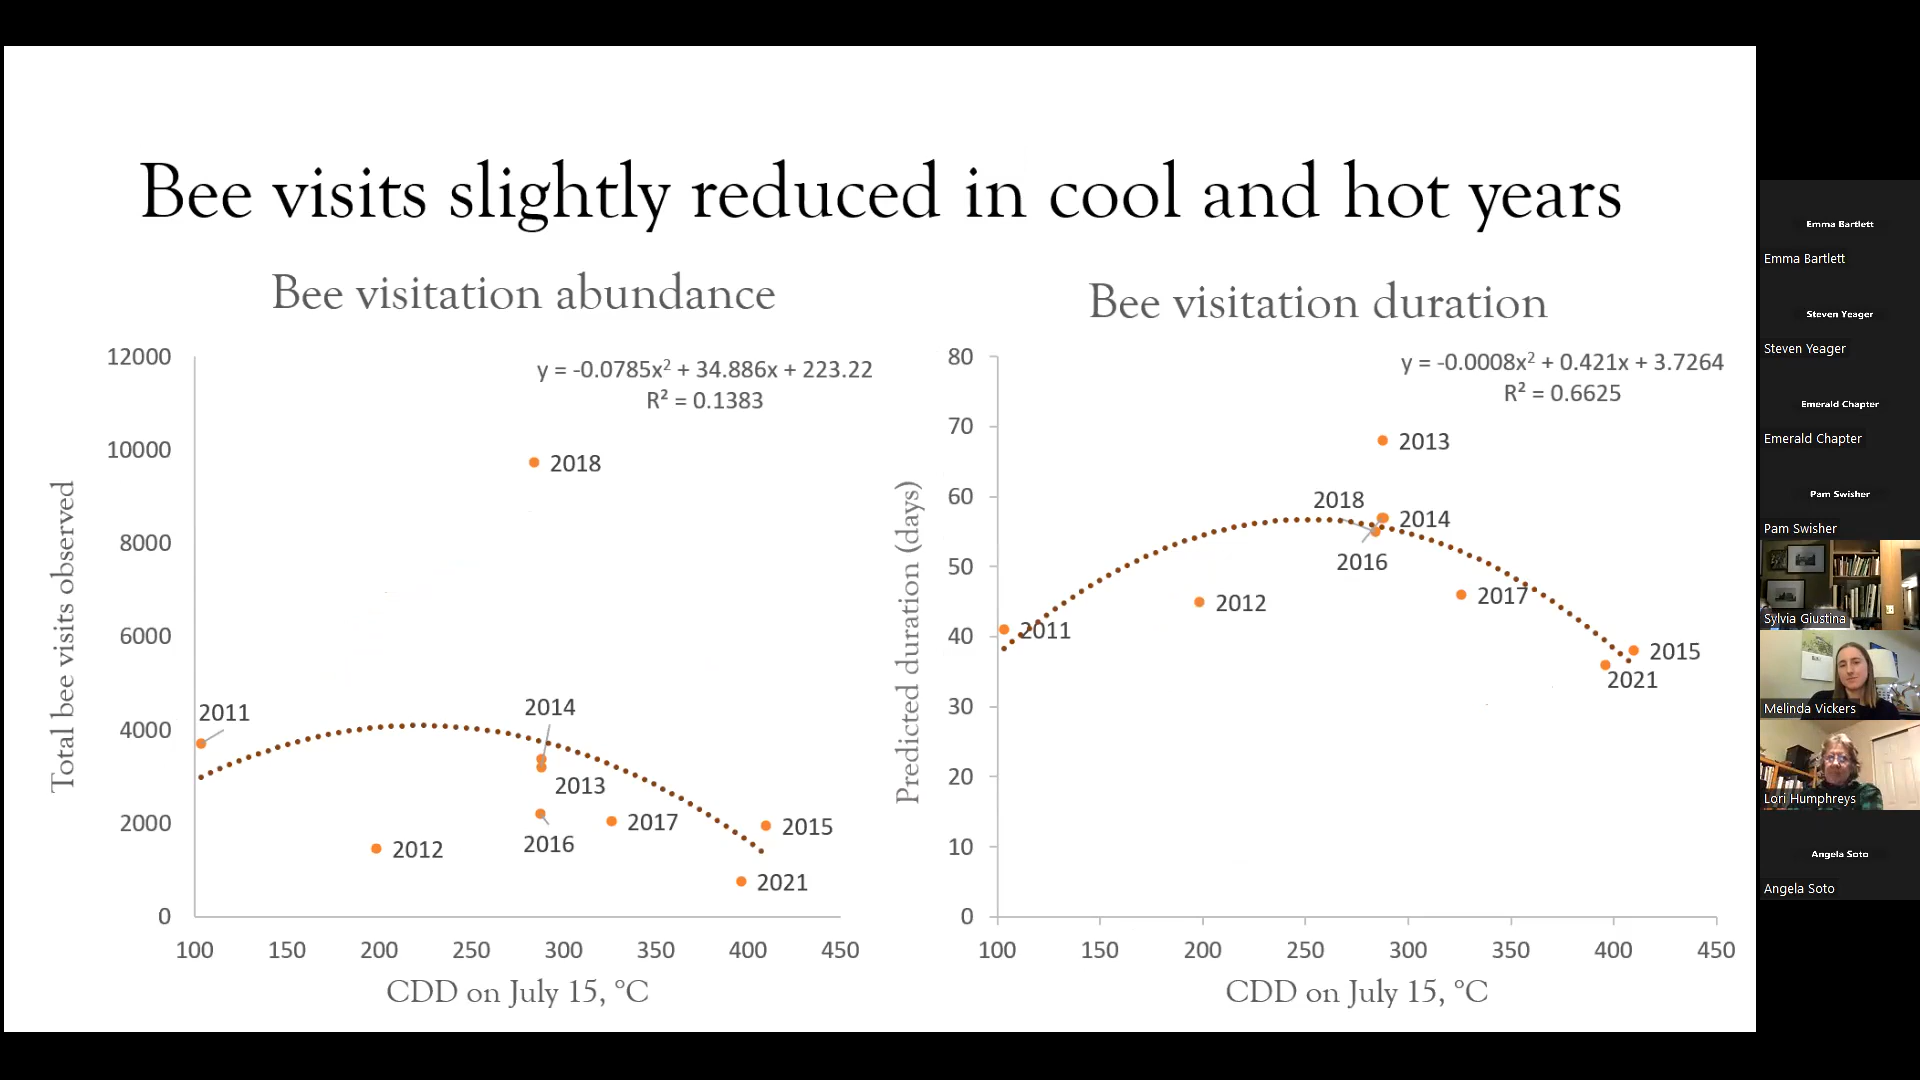 Bee visits slightly reduced in cool and hot years
Bee visitation abundance
y = -0.0785x² + 34.886x + 223.22
R² = 0.1383
Total bee visits observed
12000
10000
8000
6000
4000
2000
0
2018
2011
2014
2013
2016
2017
2015
2012
2021
100 150 200 250 300 350 400 450
CDD on July 15, °C
Bee visitation duration
y = -0.0008x² + 0.421x + 3.7264
R² = 0.6625
Predicted duration (days)
80
70
60
50
40
30
20
10
0
2013
2018
2014
2016
2012
2017
2011
2015
2021
100 150 200 250 300 350 400 450
CDD on July 15, °C
Emma Bartlett
Emma Bartlett
Steven Yeager
Steven Yeager
Emerald Chapter
Emerald Chapter
Pam Swisher
Pam Swisher
Sylvia Giustina
Melinda Vickers
Lori Humphreys
Angela Soto
Angela Soto